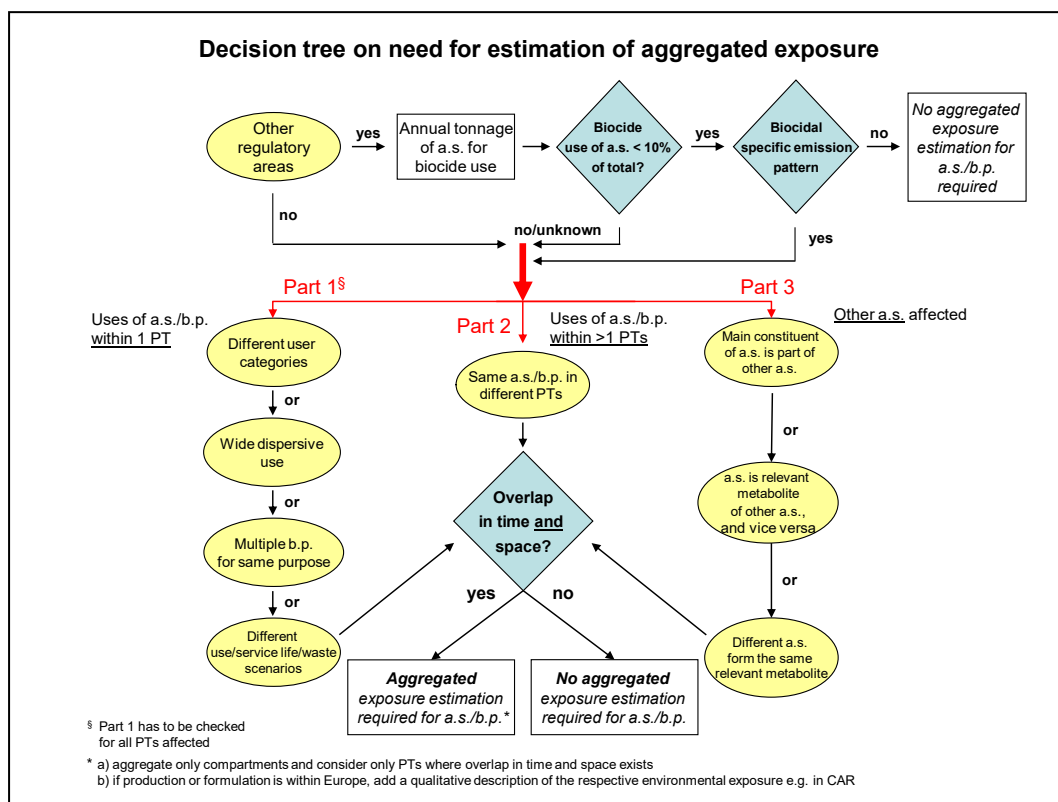 Decision tree on need for estimation of aggregated exposure
Other
regulatory
areas
yes
Annual tonnage
of a.s. for
biocide use
Biocide
use of a.s. < 10%
of total?
yes
Biocidal
specific emission
pattern
no
No aggregated
exposure
estimation for
a.s./b.p.
required
no
no/unknown
yes
Part 1§
Part 2
Part 3
Uses of a.s./b.p.
within 1 PT
Uses of a.s./b.p.
within >1 PTs
Other a.s. affected
Different user
categories
or
Wide dispersive
use
or
Multiple b.p.
for same purpose
or
Different
use/service life/waste
scenarios
Same a.s./b.p. in
different PTs
Overlap
in time and
space?
yes
no
Main constituent
of a.s. is part of
other a.s.
or
a.s. is relevant
metabolite
of other a.s.,
and vice versa
or
Different a.s.
form the same
relevant metabolite
Aggregated
exposure estimation
required for a.s./b.p.*
No aggregated
exposure estimation
required for a.s./b.p.
§ Part 1 has to be checked
for all PTs affected
* a) aggregate only compartments and consider only PTs where overlap in time and space exists
b) if production or formulation is within Europe, add a qualitative description of the respective environmental exposure e.g. in CAR